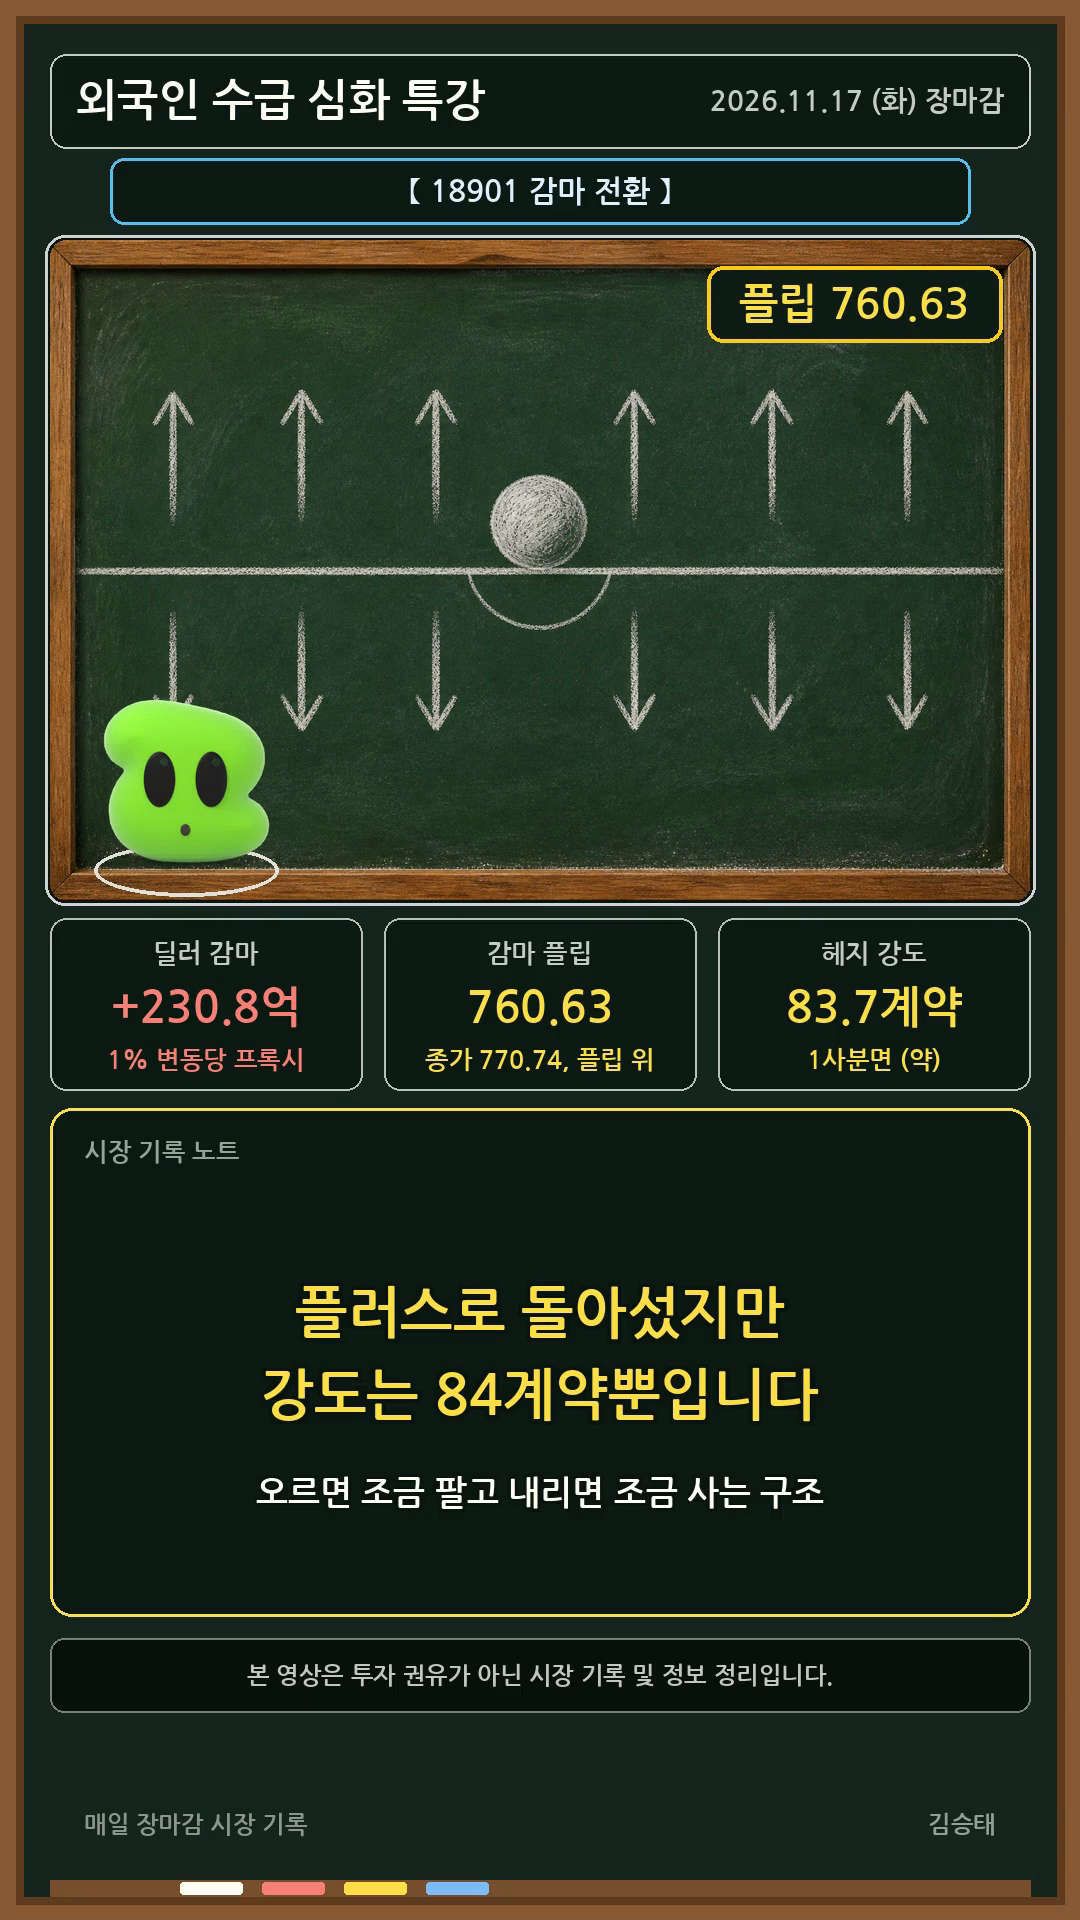 외국인 수급 심화 특강
2026.11.17 (화) 장마감
【 18901 감마 전환 】
플립 760.63
딜러 감마
+230.8억
1% 변동당 프록시
감마 플립
760.63
종가 770.74, 플립 위
헤지 강도
83.7계약
1사분면 (약)
시장 기록 노트
플러스로 돌아섰지만
강도는 84계약뿐입니다
오르면 조금 팔고 내리면 조금 사는 구조
본 영상은 투자 권유가 아닌 시장 기록 및 정보 정리입니다.
매일 장마감 시장 기록
김승태